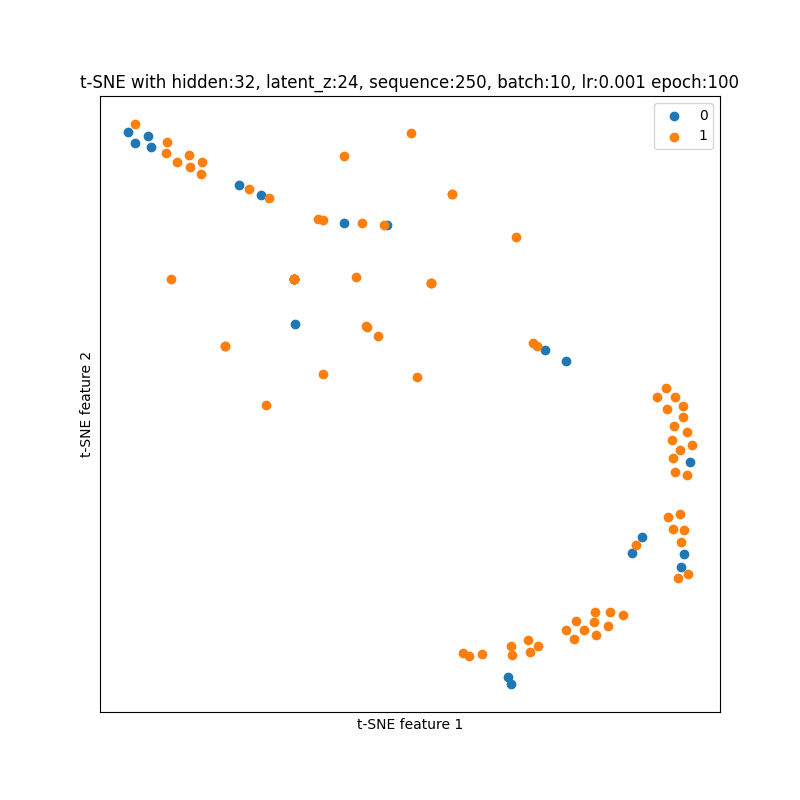 t-SNE with hidden:32, latent_z:24, sequence:250, batch:10, lr:0.001 epoch:100
0
1
t-SNE feature 2
t-SNE feature 1